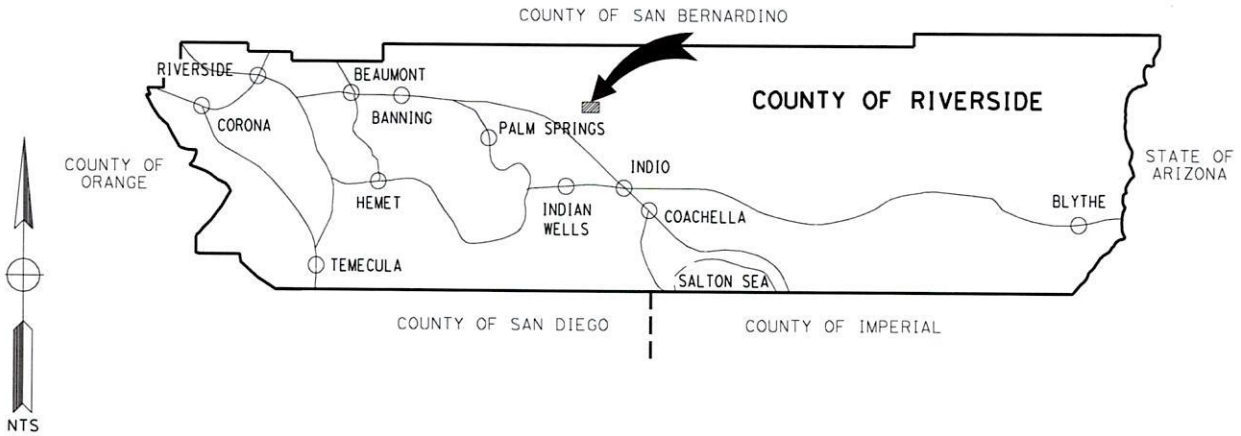 COUNTY OF SAN BERNARDINO
RIVERSIDE
BEAUMONT
COUNTY OF RIVERSIDE
CORONA
BANNING
PALM SPRINGS
COUNTY OF
ORANGE
INDIO
STATE OF
ARIZONA
HEMET
INDIAN
WELLS
COACHELLA
BLYTHE
TEMECULA
SALTON SEA
COUNTY OF SAN DIEGO
COUNTY OF IMPERIAL
NTS